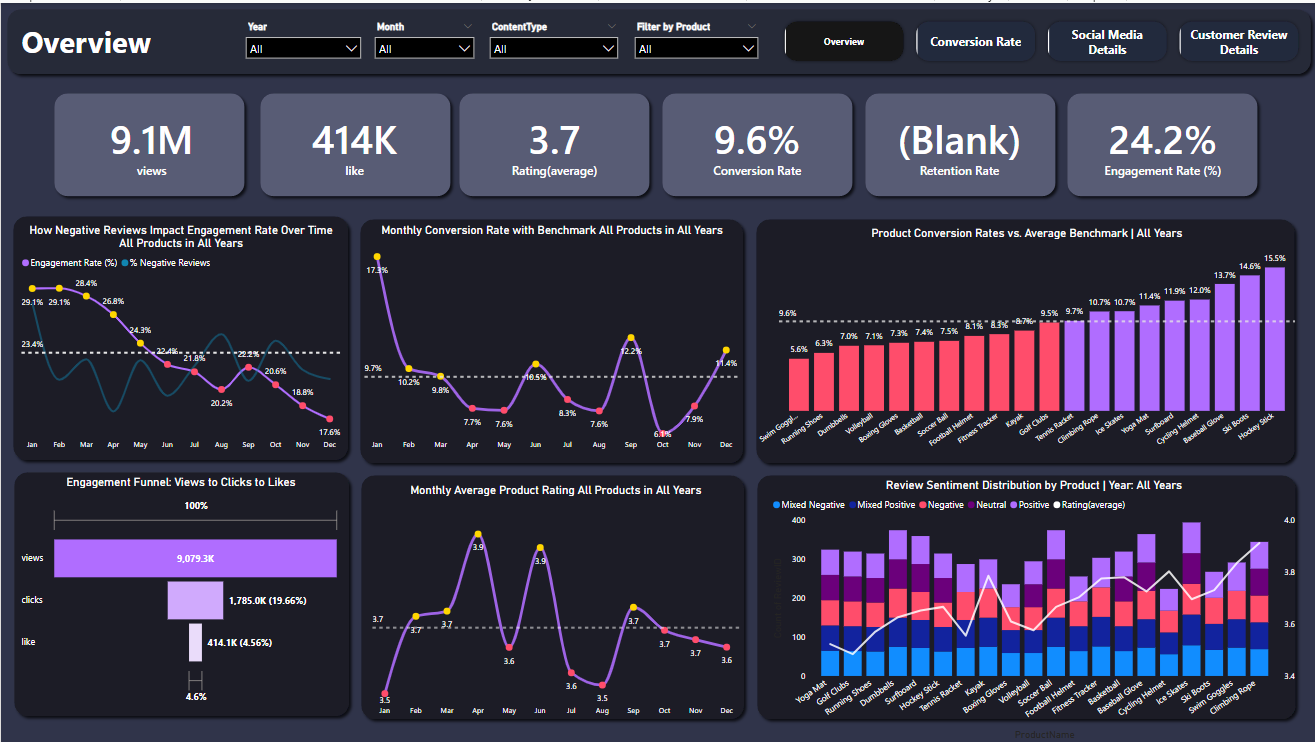 Overview
Year
All
Month
All
ContentType
All
Filter by Product
All
Overview
Conversion Rate
Social Media
Details
Customer Review
Details
9.1M
views
414K
like
3.7
Rating(average)
9.6%
Conversion Rate
(Blank)
Retention Rate
24.2%
Engagement Rate (%)
How Negative Reviews Impact Engagement Rate Over Time
All Products in All Years
Engagement Rate (%) % Negative Reviews
29.1% 29.1% 28.4% 26.8% 24.3% 22.4% 21.8% 20.2% 22.2% 20.6% 18.8% 17.6%
23.4%
Jan Feb Mar Apr May Jun Jul Aug Sep Oct Nov Dec
Monthly Conversion Rate with Benchmark All Products in All Years
17.3% 10.2% 9.8% 7.7% 7.6% 10.5% 8.3% 7.6% 12.2% 6.1% 7.9% 11.4%
9.7%
Jan Feb Mar Apr May Jun Jul Aug Sep Oct Nov Dec
Product Conversion Rates vs. Average Benchmark | All Years
9.6%
5.6% 6.3% 7.0% 7.1% 7.3% 7.4% 7.5% 8.1% 8.3% 8.7% 9.5% 9.7% 10.7% 10.7% 11.4% 11.9% 12.0% 13.7% 14.6% 15.5%
Swim Goggl... Running Shoes Dumbbells Volleyball Boxing Gloves Basketball Soccer Ball Football Helmet Fitness Tracker Kayak Golf Clubs Tennis Racket Climbing Rope Ice Skates Yoga Mat Surfboard Cycling Helmet Baseball Glove Ski Boots Hockey Stick
Engagement Funnel: Views to Clicks to Likes
100%
views 9,079.3K
clicks 1,785.0K (19.66%)
like 414.1K (4.56%)
4.6%
Monthly Average Product Rating All Products in All Years
3.5 3.7 3.7 3.9 3.6 3.9 3.6 3.5 3.7 3.7 3.7 3.6
3.7
Jan Feb Mar Apr May Jun Jul Aug Sep Oct Nov Dec
Review Sentiment Distribution by Product | Year: All Years
Mixed Negative Mixed Positive Negative Neutral Positive Rating(average)
400 4.0
300 3.8
200
100 3.6
0 3.4
Yoga Mat Golf Clubs Running Shoes Dumbbells Surfboard Hockey Stick Tennis Racket Kayak Boxing Gloves Volleyball Soccer Ball Football Helmet Fitness Tracker Basketball Baseball Glove Cycling Helmet Ice Skates Ski Boots Swim Goggles Climbing Rope
ProductName